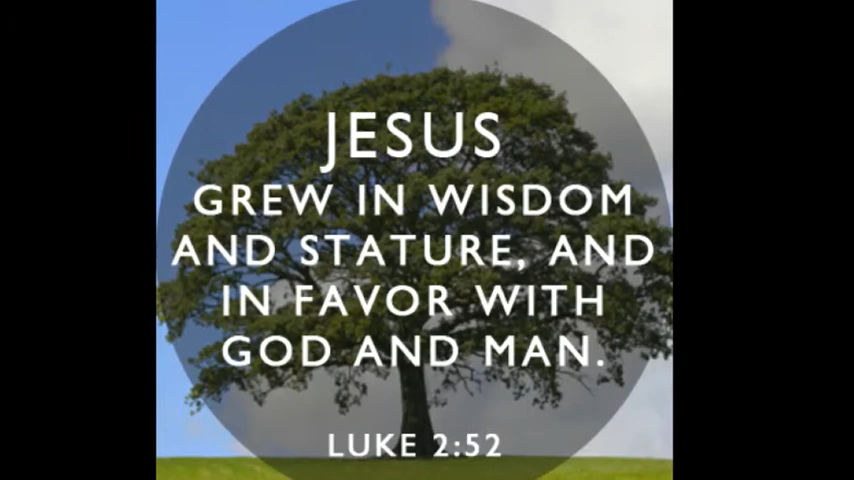 JESUS
GREW IN WISDOM
AND STATURE, AND
IN FAVOR WITH
GOD AND MAN.
LUKE 2:52